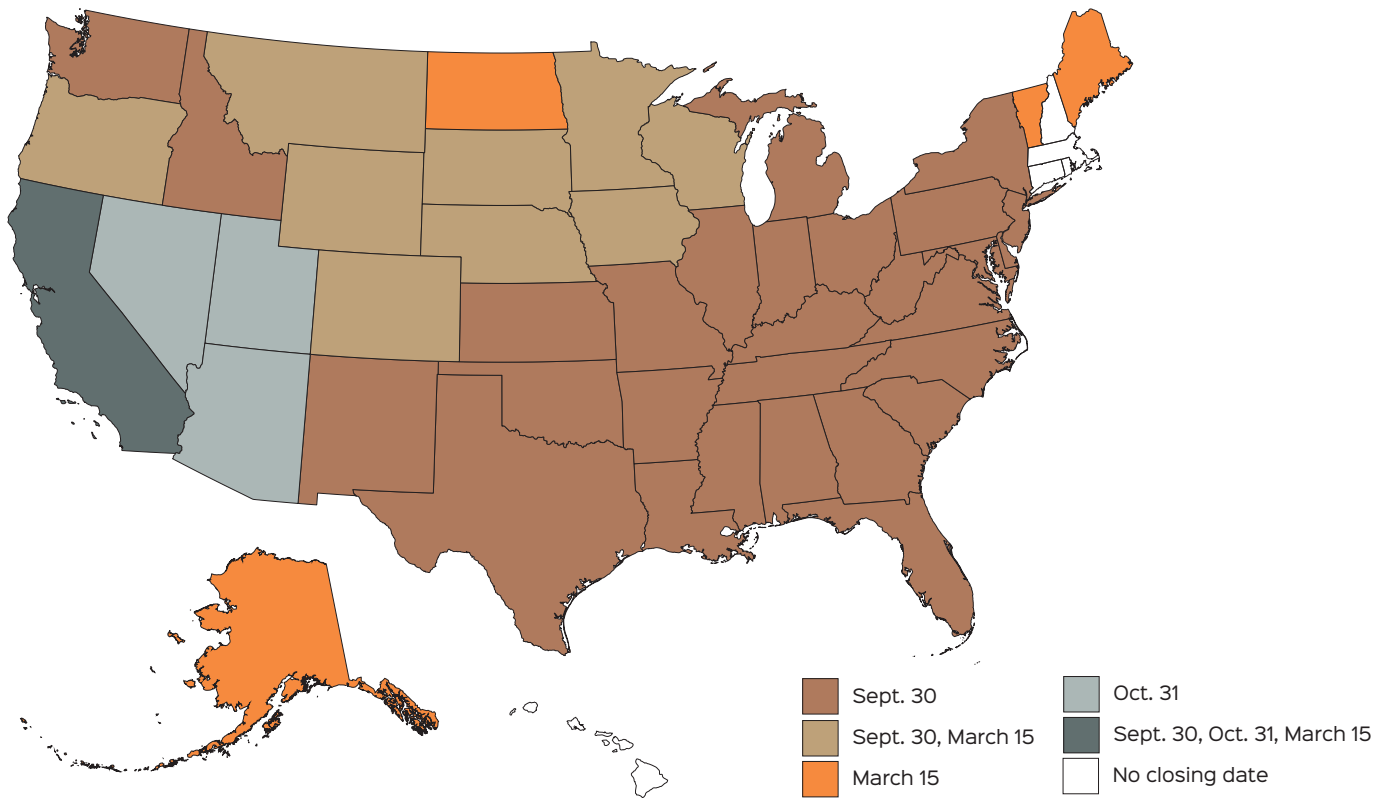 Sept. 30
Sept. 30, March 15
March 15
Oct. 31
Sept. 30, Oct. 31, March 15
No closing date